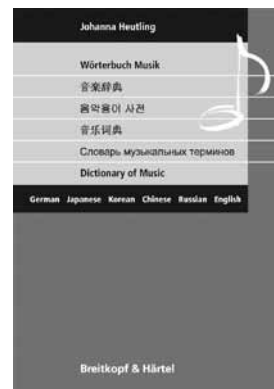 Johanna Heutling
Wörterbuch Musik
音楽辞典
음악용어 사전
音乐词典
Словарь музыкальных терминов
Dictionary of Music
German Japanese Korean Chinese Russian English
Breitkopf & Härtel